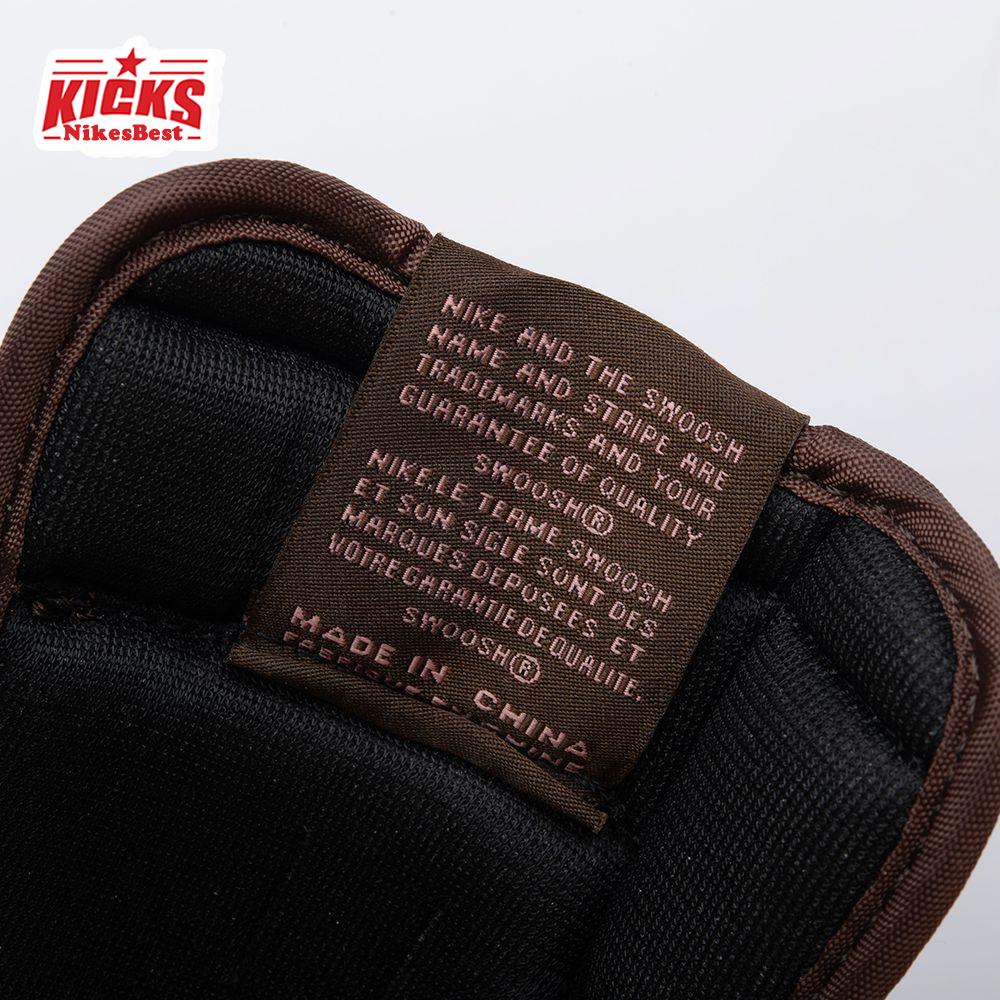 KICKS
NikesBest
NIKE AND THE SWOOSH
NAME AND STRIPE ARE
TRADEMARKS AND YOUR
GUARANTEE OF QUALITY
SWOOSH®
NIKE.LE TERME SWOOSH
ET SON SIGLE SONT DES
MARQUES DEPOSEES ET
VOTREGARANTIEDEQUALITE.
SWOOSH®
MADE IN CHINA